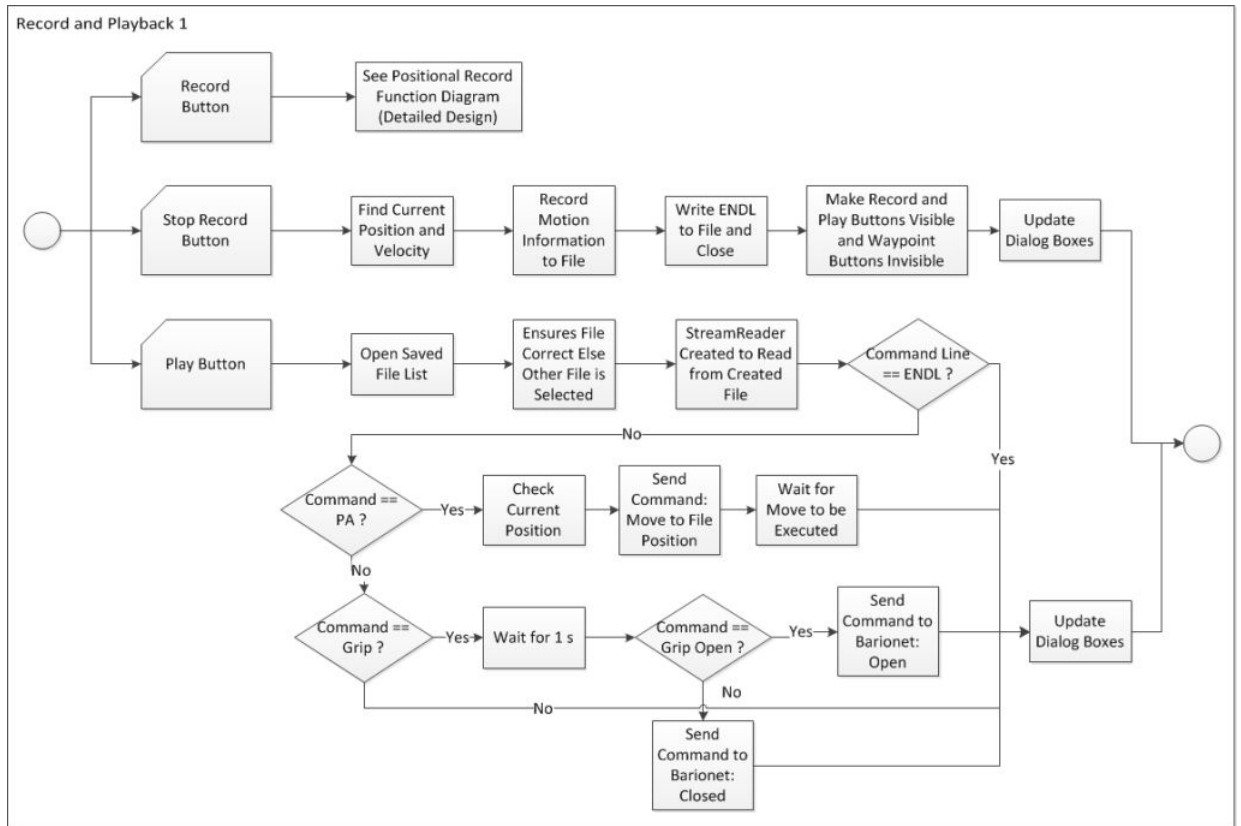 Record and Playback 1
Record
Button
See Positional Record
Function Diagram
(Detailed Design)
Stop Record
Button
Find Current
Position and
Velocity
Record
Motion
Information
to File
Write ENDL
to File and
Close
Make Record and
Play Buttons Visible
and Waypoint
Buttons Invisible
Update
Dialog Boxes
Play Button
Open Saved
File List
Ensures File
Correct Else
Other File is
Selected
StreamReader
Created to Read
from Created
File
Command Line
== ENDL ?
No
Yes
Command ==
PA ?
Yes
Check
Current
Position
Send
Command:
Move to File
Position
Wait for
Move to be
Executed
No
Command ==
Grip ?
Yes
Wait for 1 s
Command ==
Grip Open ?
Yes
Send
Command to
Barionet:
Open
Update
Dialog Boxes
No
No
Send
Command to
Barionet:
Closed